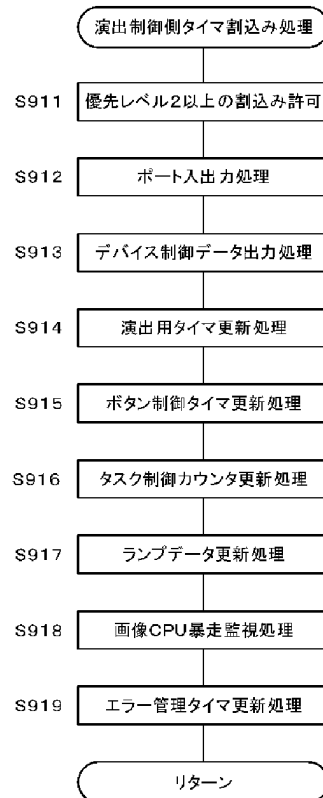 演出制御側タイマ割込み処理
S911 優先レベル2以上の割込み許可
S912 ポート入出力処理
S913 デバイス制御データ出力処理
S914 演出用タイマ更新処理
S915 ボタン制御タイマ更新処理
S916 タスク制御カウンタ更新処理
S917 ランプデータ更新処理
S918 画像CPU暴走監視処理
S919 エラー管理タイマ更新処理
リターン